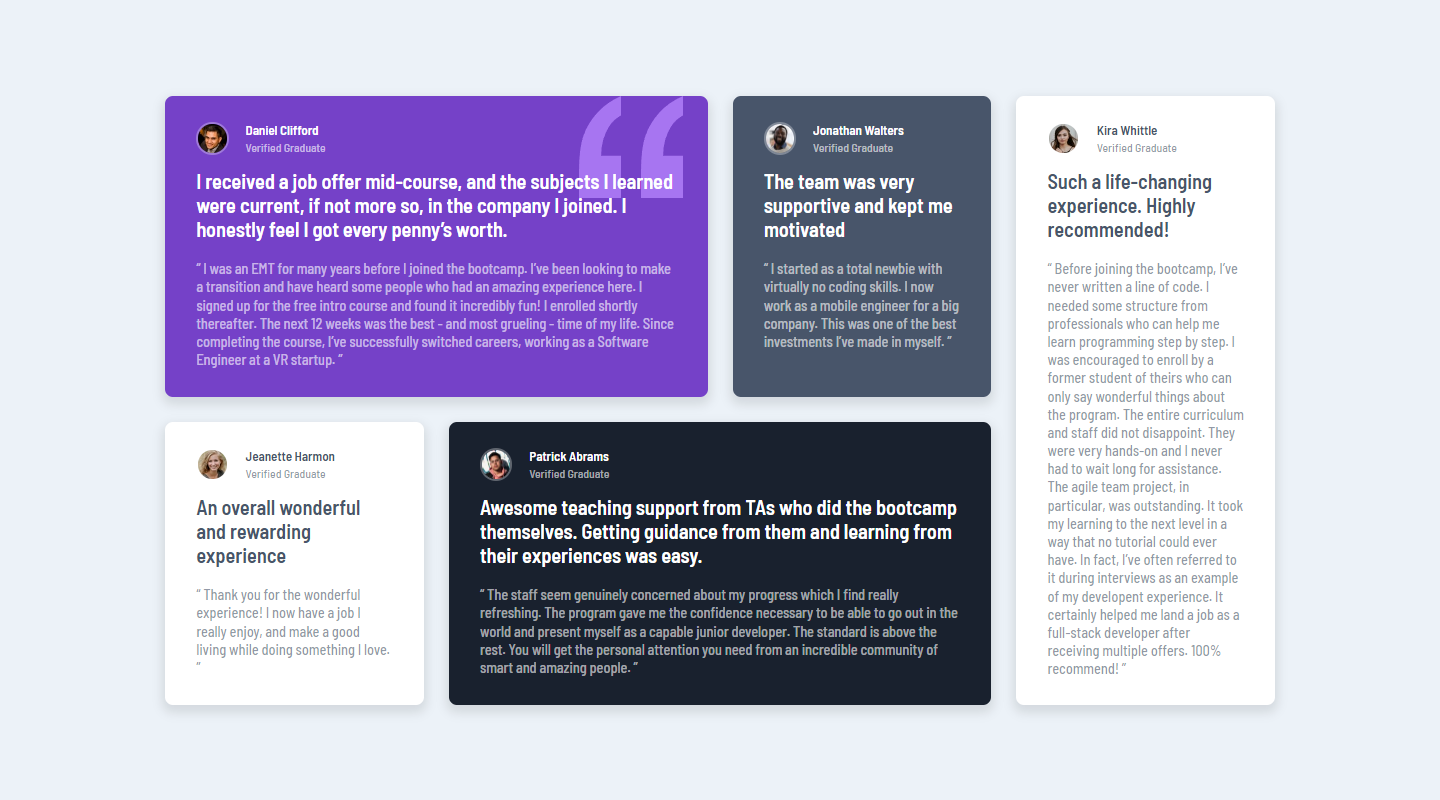 Daniel Clifford
Verified Graduate
I received a job offer mid-course, and the subjects I learned
were current, if not more so, in the company I joined. I
honestly feel I got every penny’s worth.
“ I was an EMT for many years before I joined the bootcamp. I’ve been looking to make
a transition and have heard some people who had an amazing experience here. I
signed up for the free intro course and found it incredibly fun! I enrolled shortly
thereafter. The next 12 weeks was the best - and most grueling - time of my life. Since
completing the course, I’ve successfully switched careers, working as a Software
Engineer at a VR startup. ”
Jonathan Walters
Verified Graduate
The team was very
supportive and kept me
motivated
“ I started as a total newbie with
virtually no coding skills. I now
work as a mobile engineer for a big
company. This was one of the best
investments I’ve made in myself. ”
Kira Whittle
Verified Graduate
Such a life-changing
experience. Highly
recommended!
“ Before joining the bootcamp, I’ve
never written a line of code. I
needed some structure from
professionals who can help me
learn programming step by step. I
was encouraged to enroll by a
former student of theirs who can
only say wonderful things about
the program. The entire curriculum
and staff did not disappoint. They
were very hands-on and I never
had to wait long for assistance.
The agile team project, in
particular, was outstanding. It took
my learning to the next level in a
way that no tutorial could ever
have. In fact, I’ve often referred to
it during interviews as an example
of my developent experience. It
certainly helped me land a job as a
full-stack developer after
receiving multiple offers. 100%
recommend! ”
Jeanette Harmon
Verified Graduate
An overall wonderful
and rewarding
experience
“ Thank you for the wonderful
experience! I now have a job I
really enjoy, and make a good
living while doing something I love.
”
Patrick Abrams
Verified Graduate
Awesome teaching support from TAs who did the bootcamp
themselves. Getting guidance from them and learning from
their experiences was easy.
“ The staff seem genuinely concerned about my progress which I find really
refreshing. The program gave me the confidence necessary to be able to go out in the
world and present myself as a capable junior developer. The standard is above the
rest. You will get the personal attention you need from an incredible community of
smart and amazing people. ”